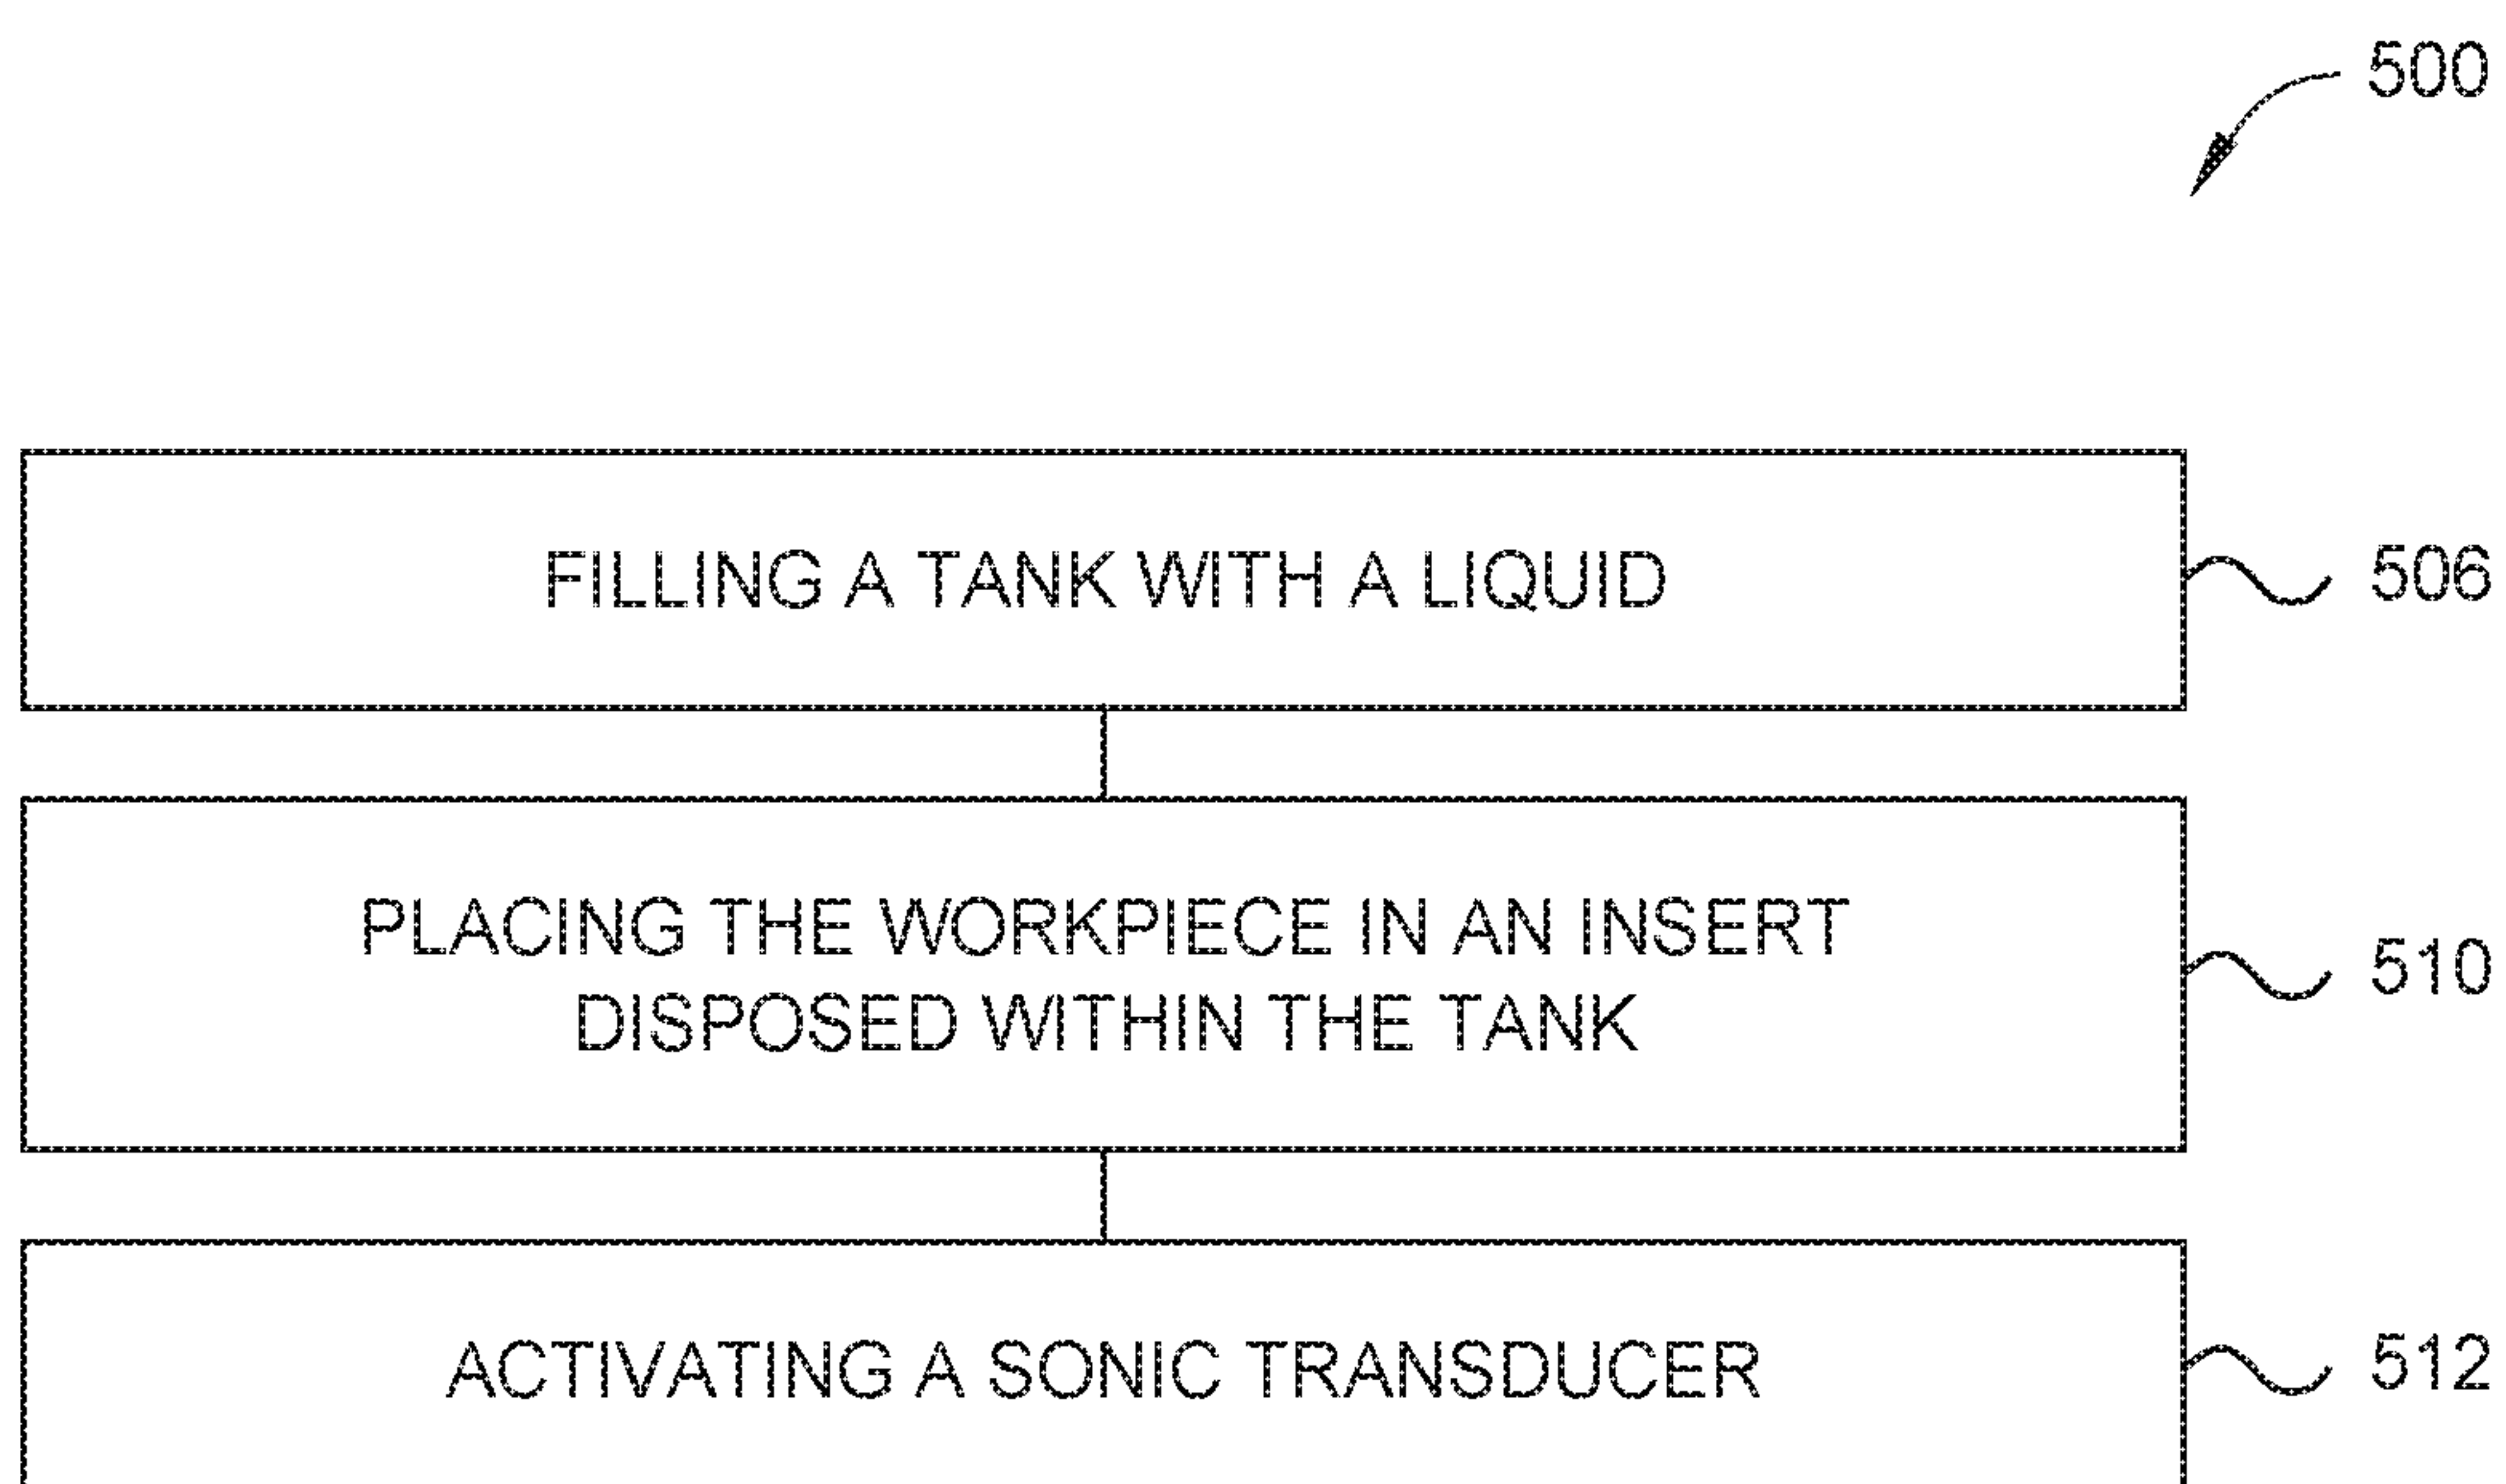 500
FILLING A TANK WITH A LIQUID
506
PLACING THE WORKPIECE IN AN INSERT
DISPOSED WITHIN THE TANK
510
ACTIVATING A SONIC TRANSDUCER
512